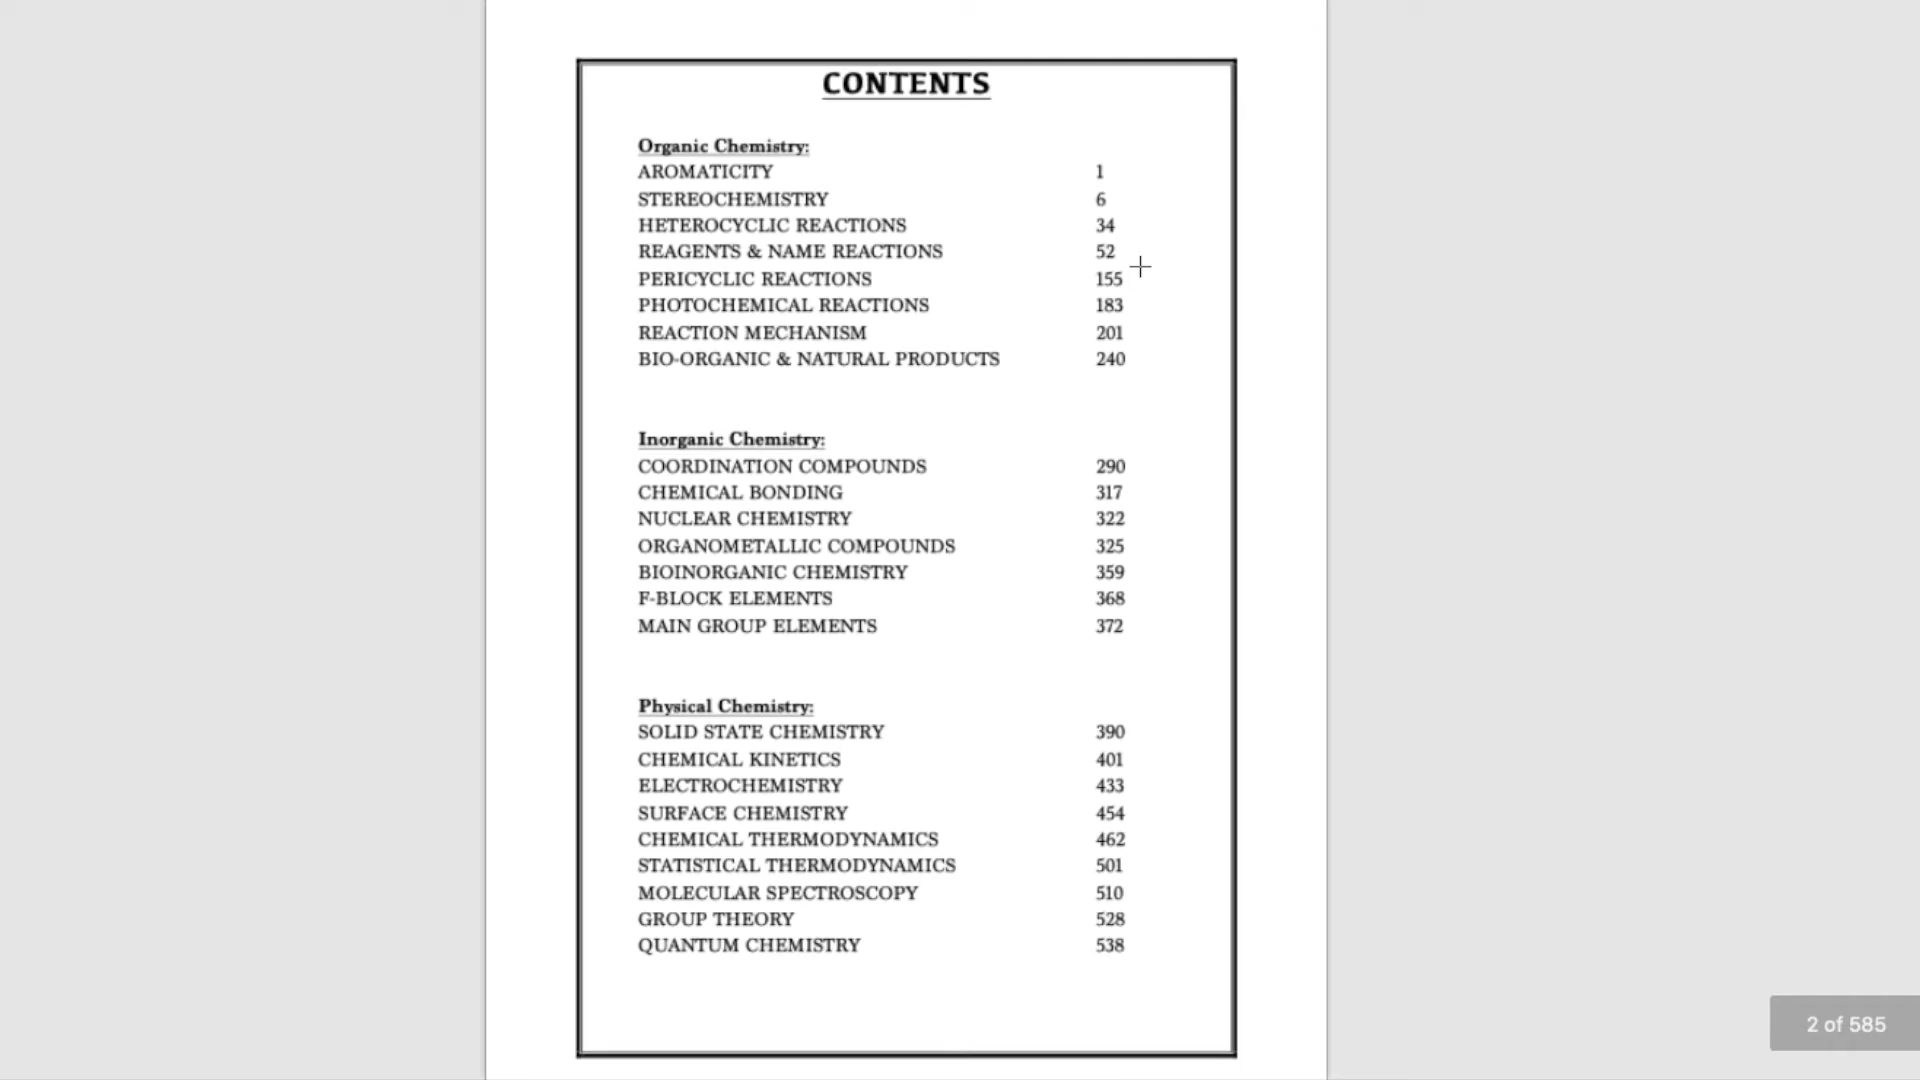 CONTENTS
Organic Chemistry:
AROMATICITY 1
STEREOCHEMISTRY 6
HETEROCYCLIC REACTIONS 34
REAGENTS & NAME REACTIONS 52
PERICYCLIC REACTIONS 155
PHOTOCHEMICAL REACTIONS 183
REACTION MECHANISM 201
BIO-ORGANIC & NATURAL PRODUCTS 240
Inorganic Chemistry:
COORDINATION COMPOUNDS 290
CHEMICAL BONDING 317
NUCLEAR CHEMISTRY 322
ORGANOMETALLIC COMPOUNDS 325
BIOINORGANIC CHEMISTRY 359
F-BLOCK ELEMENTS 368
MAIN GROUP ELEMENTS 372
Physical Chemistry:
SOLID STATE CHEMISTRY 390
CHEMICAL KINETICS 401
ELECTROCHEMISTRY 433
SURFACE CHEMISTRY 454
CHEMICAL THERMODYNAMICS 462
STATISTICAL THERMODYNAMICS 501
MOLECULAR SPECTROSCOPY 510
GROUP THEORY 528
QUANTUM CHEMISTRY 538
2 of 585